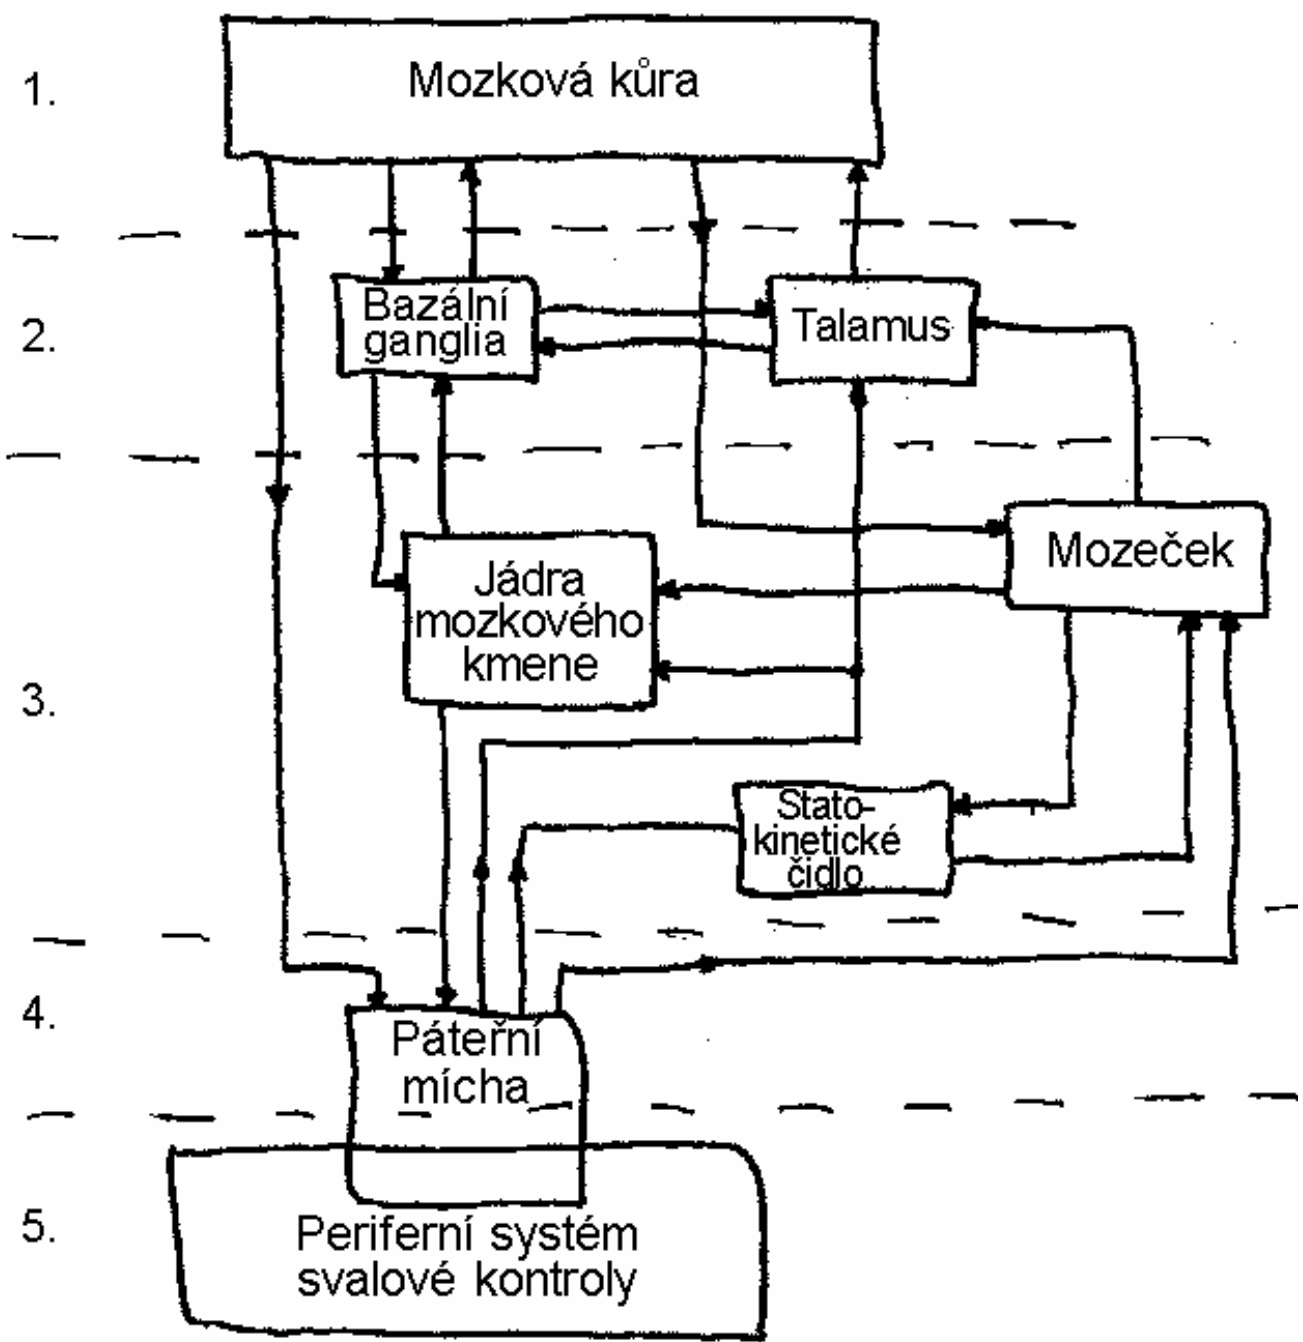 1.
Mozková kůra
2.
Bazální
ganglia
Talamus
Mozeček
Jádra
mozkového
kmene
3.
Stato-
kinetické
čidlo
4.
Páteřní
mícha
5.
Periferní systém
svalové kontroly